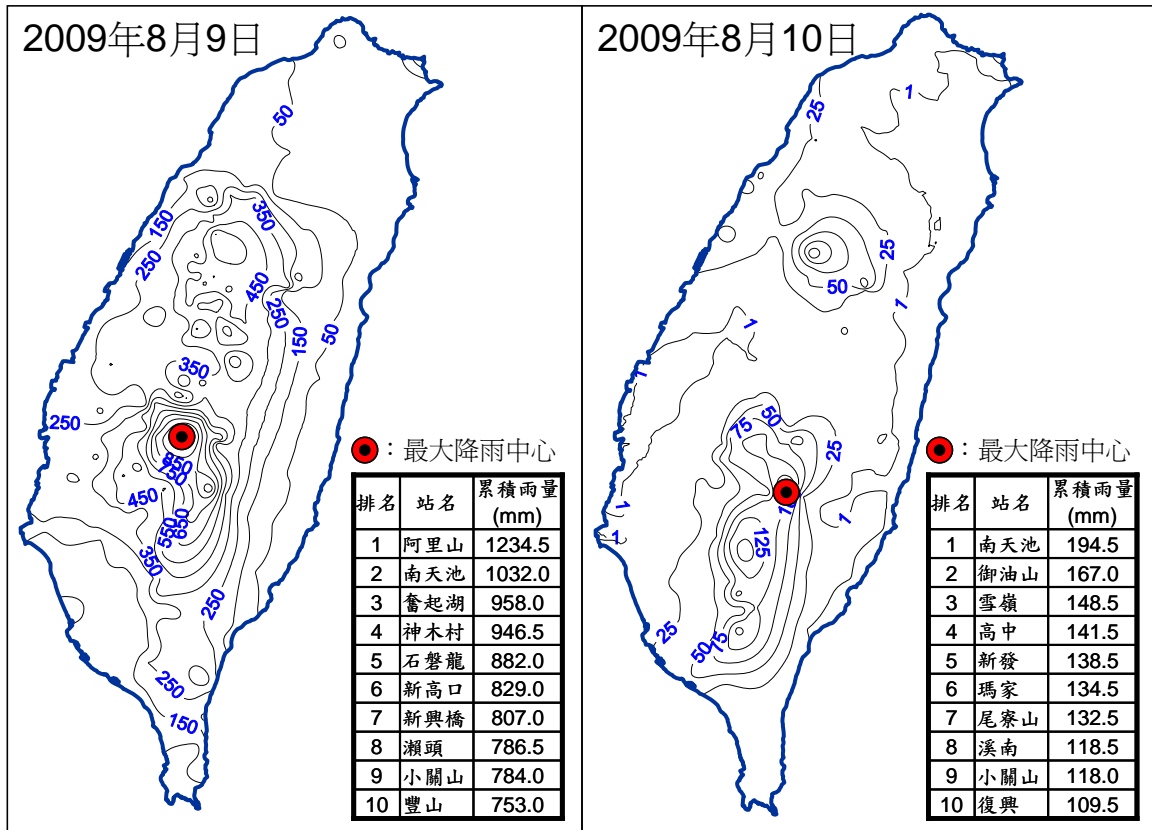 2009年8月9日
50
150
350
250
450
250
150
50
350
250
850
750
450
650
550
350
250
250
150
：最大降雨中心
排名 站名 累積雨量
(mm)
1 阿里山 1234.5
2 南天池 1032.0
3 奮起湖 958.0
4 神木村 946.5
5 石磐龍 882.0
6 新高口 829.0
7 新興橋 807.0
8 瀨頭 786.5
9 小關山 784.0
10 豐山 753.0
2009年8月10日
1
25
25
50
1
1
1
50
75
25
1
1
1
125
25
50
75
：最大降雨中心
排名 站名 累積雨量
(mm)
1 南天池 194.5
2 御油山 167.0
3 雪嶺 148.5
4 高中 141.5
5 新發 138.5
6 瑪家 134.5
7 尾寮山 132.5
8 溪南 118.5
9 小關山 118.0
10 復興 109.5